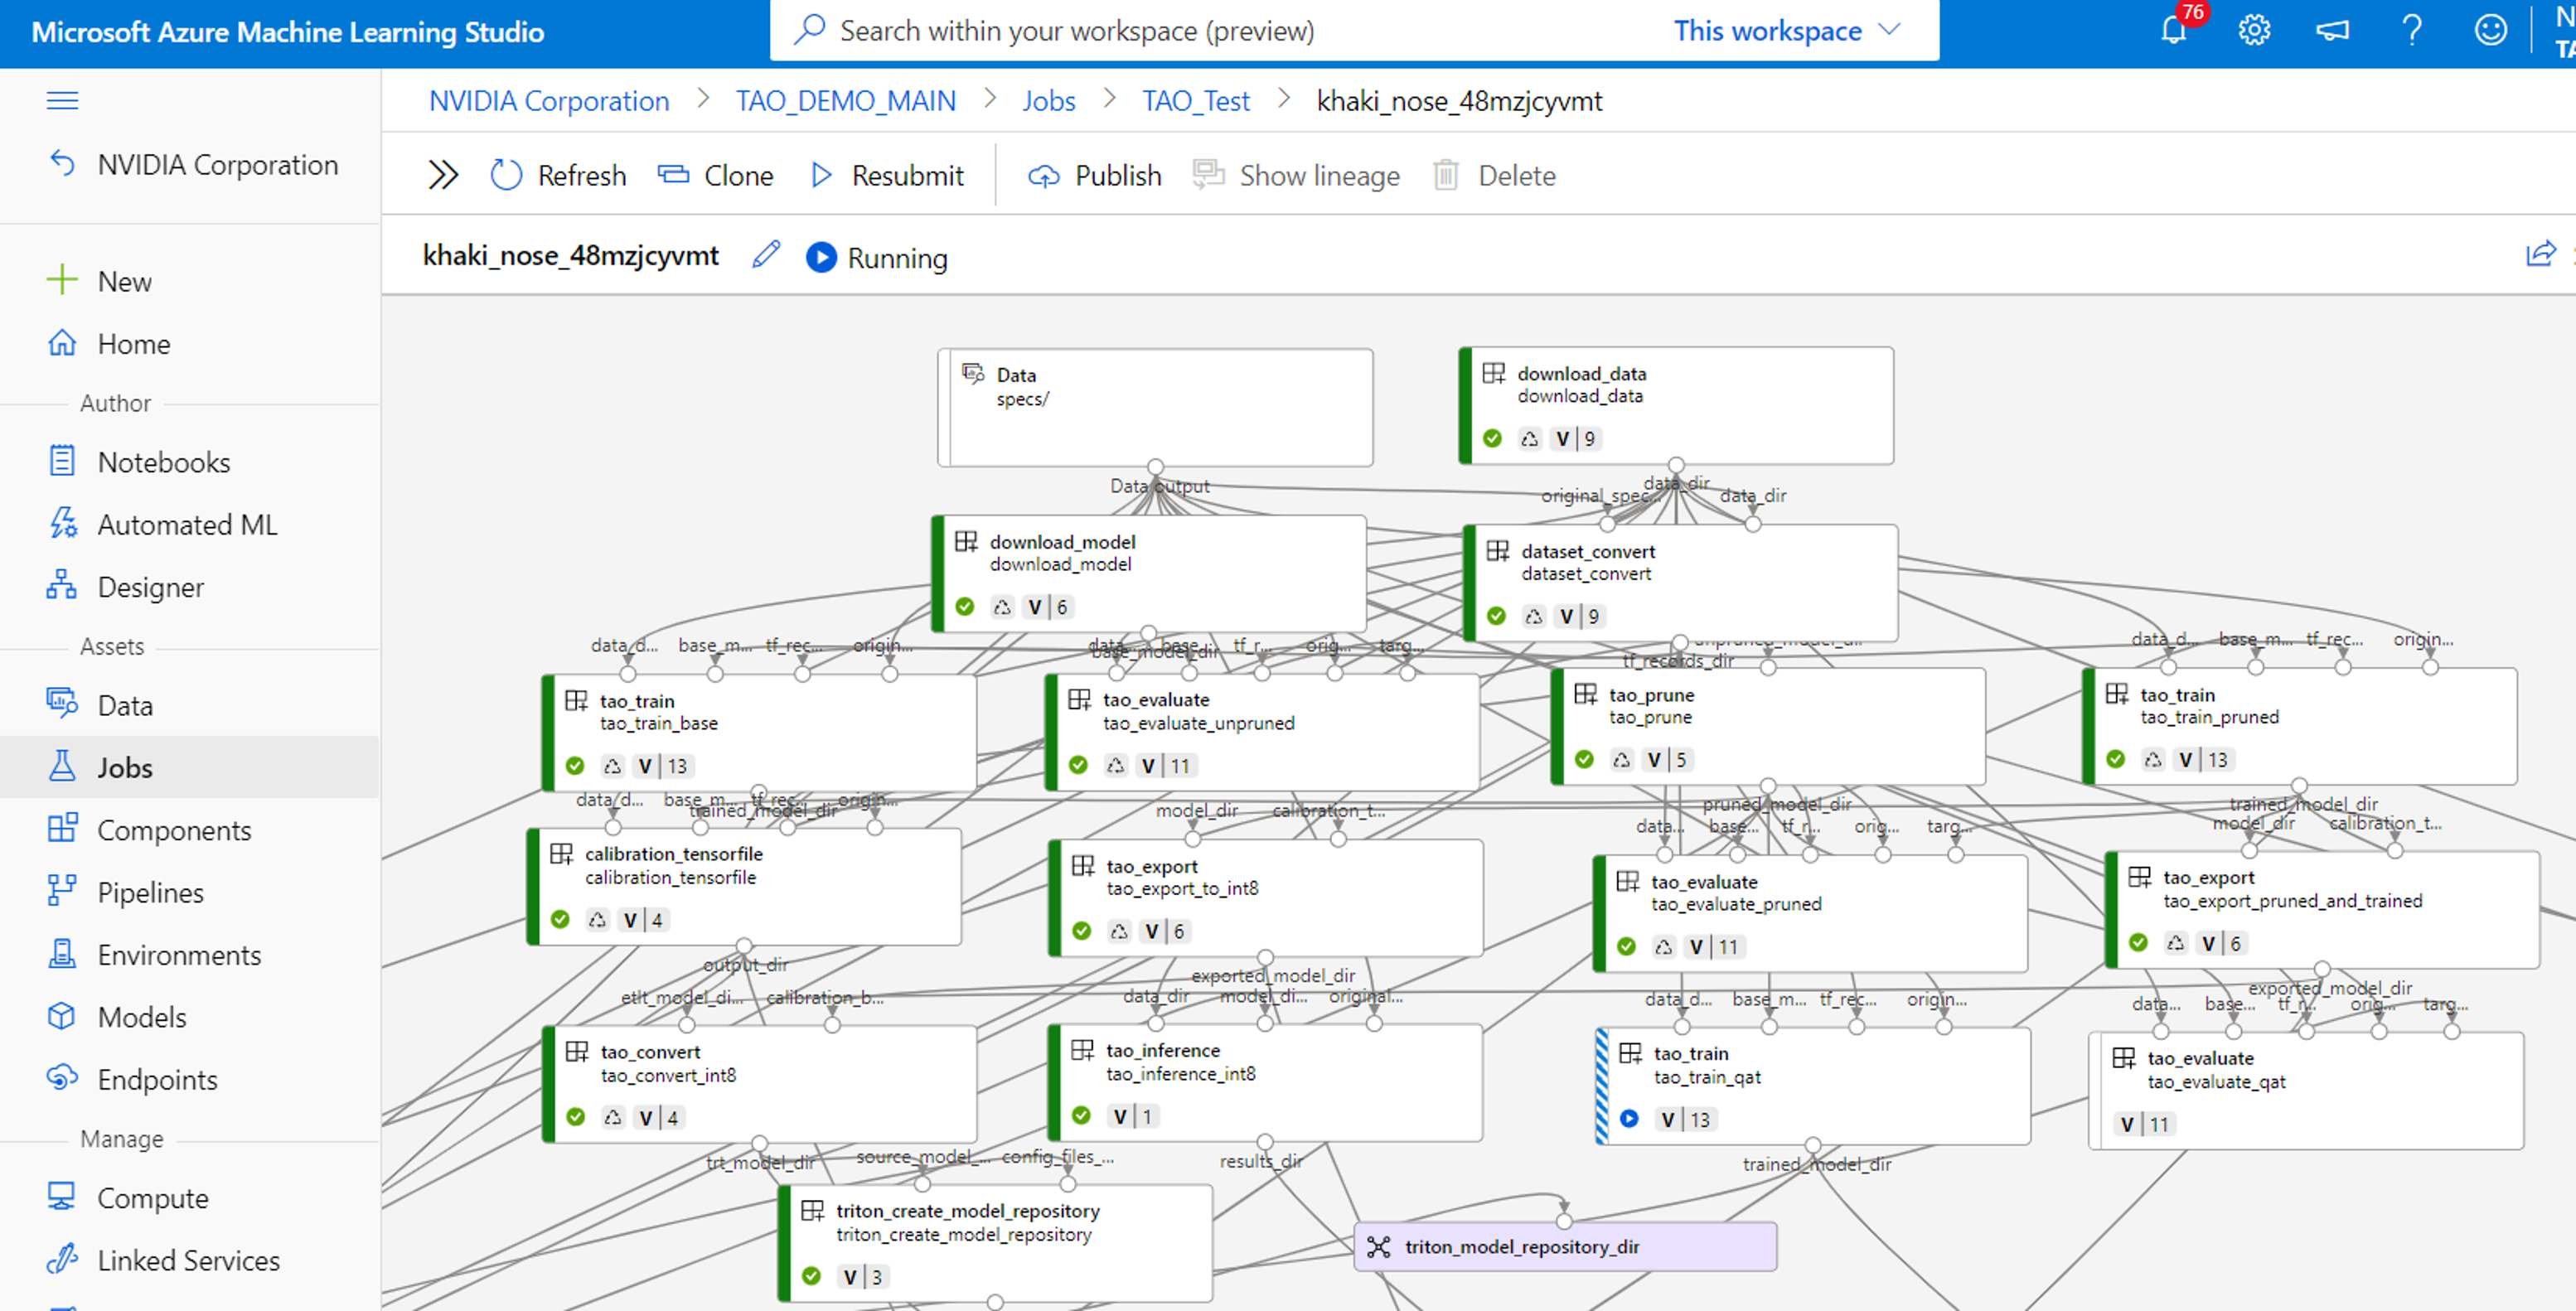 Microsoft Azure Machine Learning Studio
Search within your workspace (preview)
This workspace
76
NVIDIA Corporation > TAO_DEMO_MAIN > Jobs > TAO_Test > khaki_nose_48mzjcyvmt
Refresh
Clone
Resubmit
Publish
Show lineage
Delete
khaki_nose_48mzjcyvmt
Running
NVIDIA Corporation
New
Home
Author
Notebooks
Automated ML
Designer
Assets
Data
Jobs
Components
Pipelines
Environments
Models
Endpoints
Manage
Compute
Linked Services
Data
specs/
Data output
download_data
download_data
V | 9
data_dir
original_spec...
data_dir
download_model
download_model
V | 6
base_model_dir
dataset_convert
dataset_convert
V | 9
tf_records_dir
unpruned_model_dir...
data_d...
base_m...
tf_rec...
origin...
tao_train
tao_train_base
V | 13
trained_model_dir
data...
base...
tf_r...
orig...
targ...
tao_evaluate
tao_evaluate_unpruned
V | 11
tao_prune
tao_prune
V | 5
pruned_model_dir
data_d...
base_m...
tf_rec...
origin...
tao_train
tao_train_pruned
V | 13
trained_model_dir
data_d...
base_m...
tf_rec...
origin...
calibration_tensorfile
calibration_tensorfile
V | 4
output_dir
model_dir
calibration_t...
tao_export
tao_export_to_int8
V | 6
exported_model_dir
data...
base...
tf_r...
orig...
targ...
tao_evaluate
tao_evaluate_pruned
V | 11
model_dir
calibration_t...
tao_export
tao_export_pruned_and_trained
V | 6
exported_model_dir
etlt_model_di...
calibration_b...
tao_convert
tao_convert_int8
V | 4
trt_model_dir
data_dir
model_di...
original...
tao_inference
tao_inference_int8
V | 1
results_dir
data_d...
base_m...
tf_rec...
origin...
tao_train
tao_train_qat
V | 13
trained_model_dir
data...
base...
tf_r...
orig...
targ...
tao_evaluate
tao_evaluate_qat
V | 11
source_model_...
config_files_...
triton_create_model_repository
triton_create_model_repository
V | 3
triton_model_repository_dir